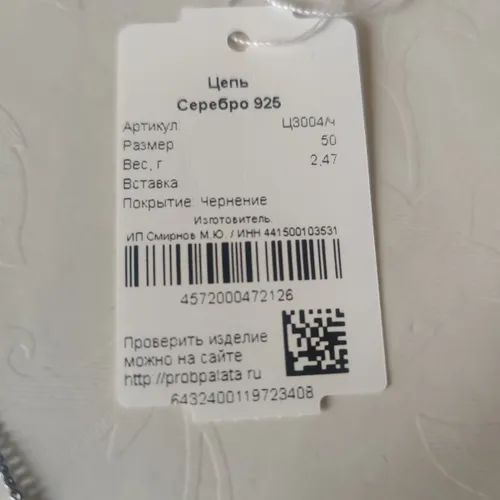 Цепь
Серебро 925
Артикул: Ц3004/ч
Размер 50
Вес, г 2,47
Вставка
Покрытие: Чернение
Изготовитель:
ИП Смирнов М.Ю. / ИНН 441500103531
4572000472126
Проверить изделие
можно на сайте
http://probpalata.ru
6432400119723408